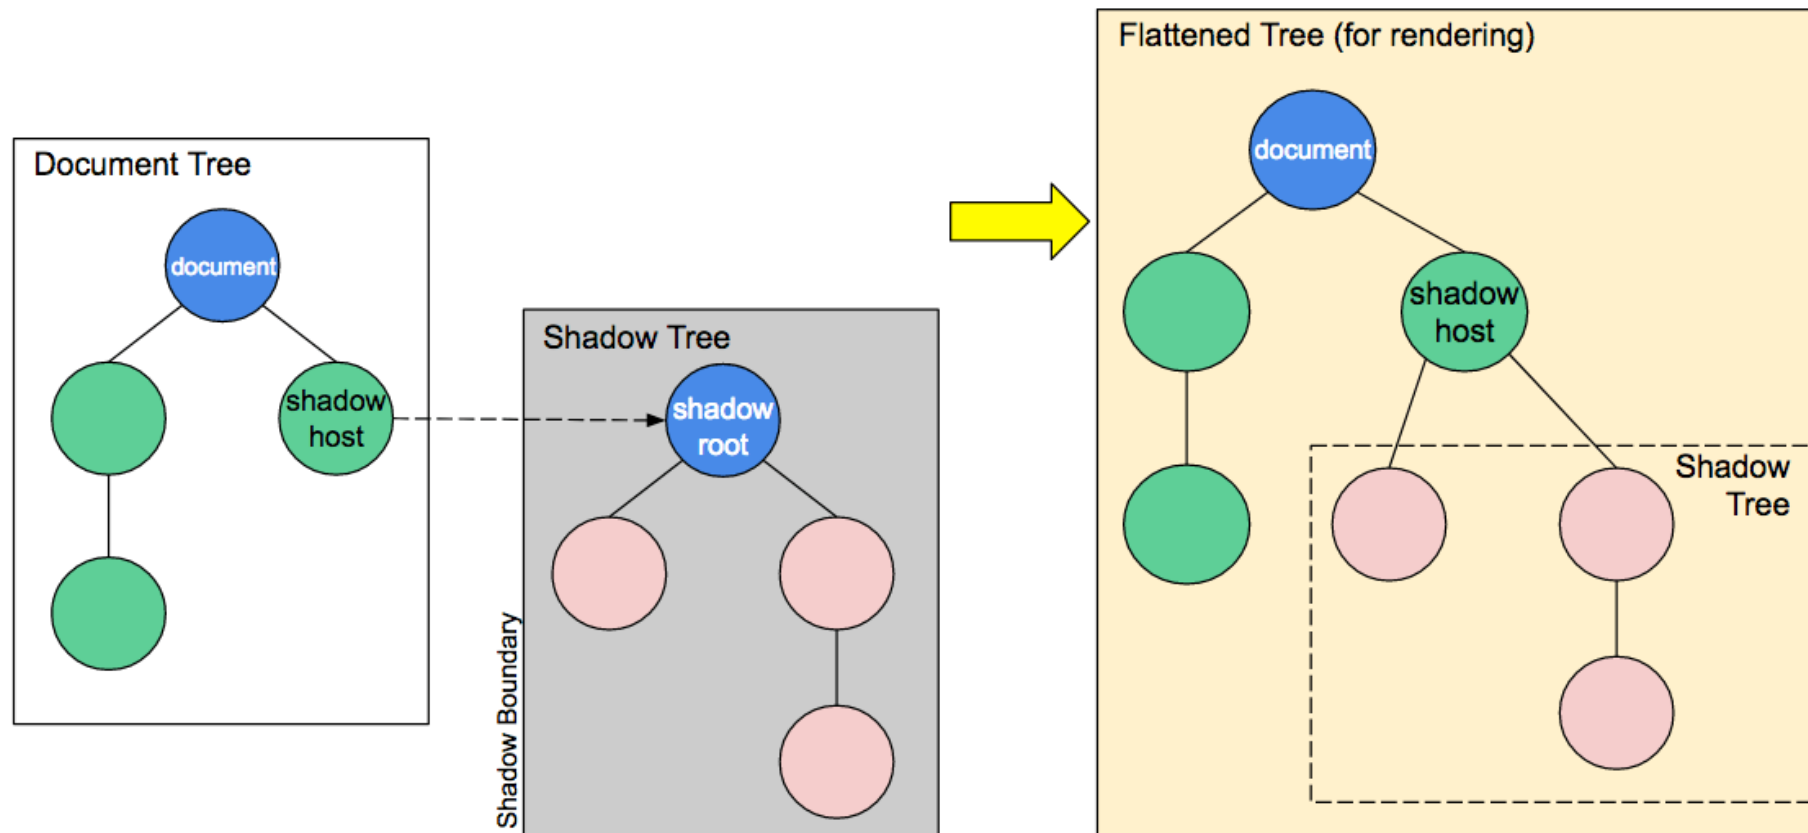 Document Tree
document
shadow
host
Shadow Tree
shadow
root
Shadow Boundary
Flattened Tree (for rendering)
document
shadow
host
Shadow
Tree